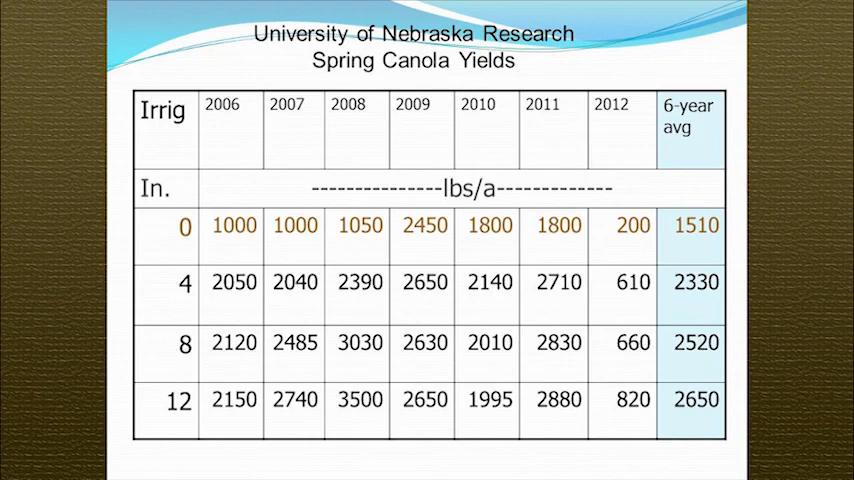 University of Nebraska Research
Spring Canola Yields
Irrig 2006 2007 2008 2009 2010 2011 2012 6-year avg
In. ---------------lbs/a-------------
0 1000 1000 1050 2450 1800 1800 200 1510
4 2050 2040 2390 2650 2140 2710 610 2330
8 2120 2485 3030 2630 2010 2830 660 2520
12 2150 2740 3500 2650 1995 2880 820 2650